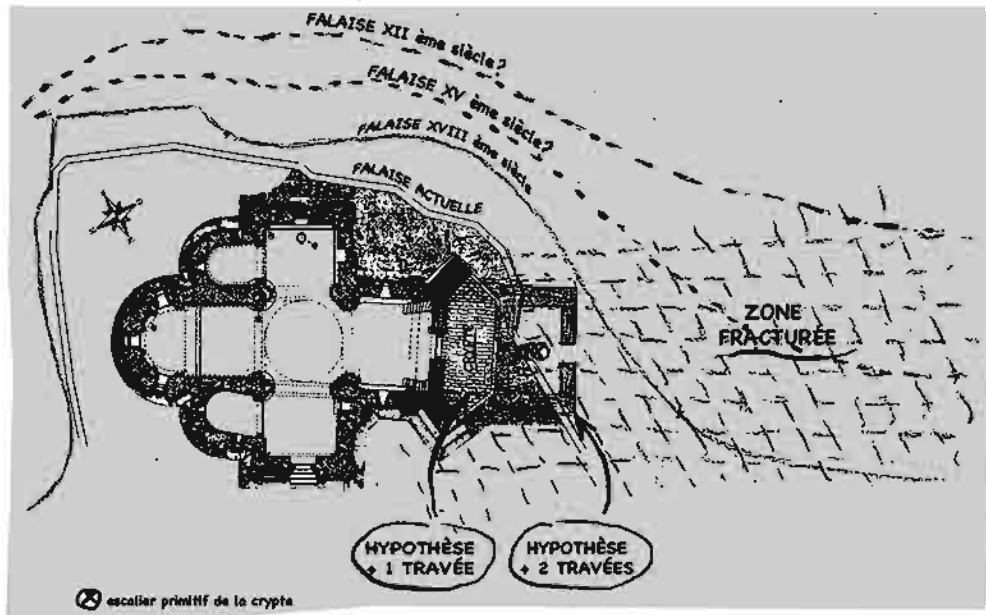 FALAISE XII ème siècle?
FALAISE XV ème siècle?
FALAISE XVIII ème siècle
FALAISE ACTUELLE
ZONE
FRACTURÉE
HYPOTHÈSE
+ 1 TRAVÉE
HYPOTHÈSE
+ 2 TRAVÉES
escalier primitif de la crypte